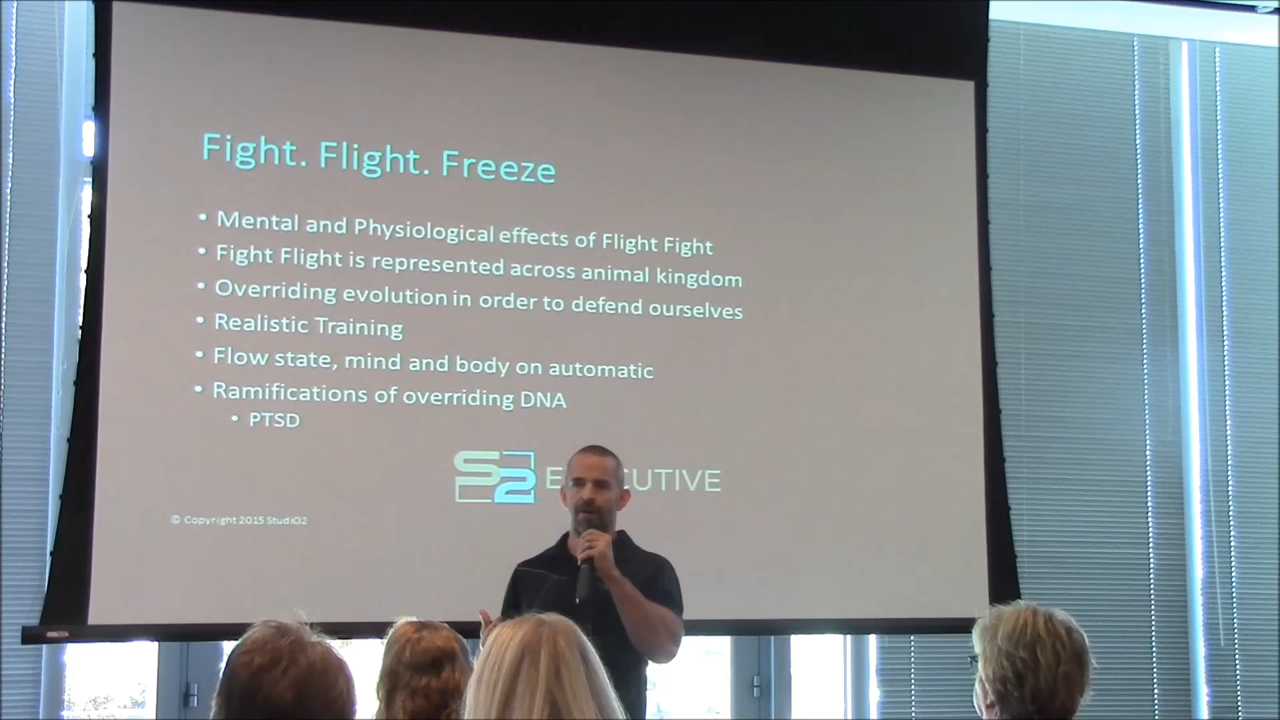 Fight. Flight. Freeze
• Mental and Physiological effects of Flight Fight
• Fight Flight is represented across animal kingdom
• Overriding evolution in order to defend ourselves
• Realistic Training
• Flow state, mind and body on automatic
• Ramifications of overriding DNA
• PTSD
S2
© Copyright 2015 StudiO2